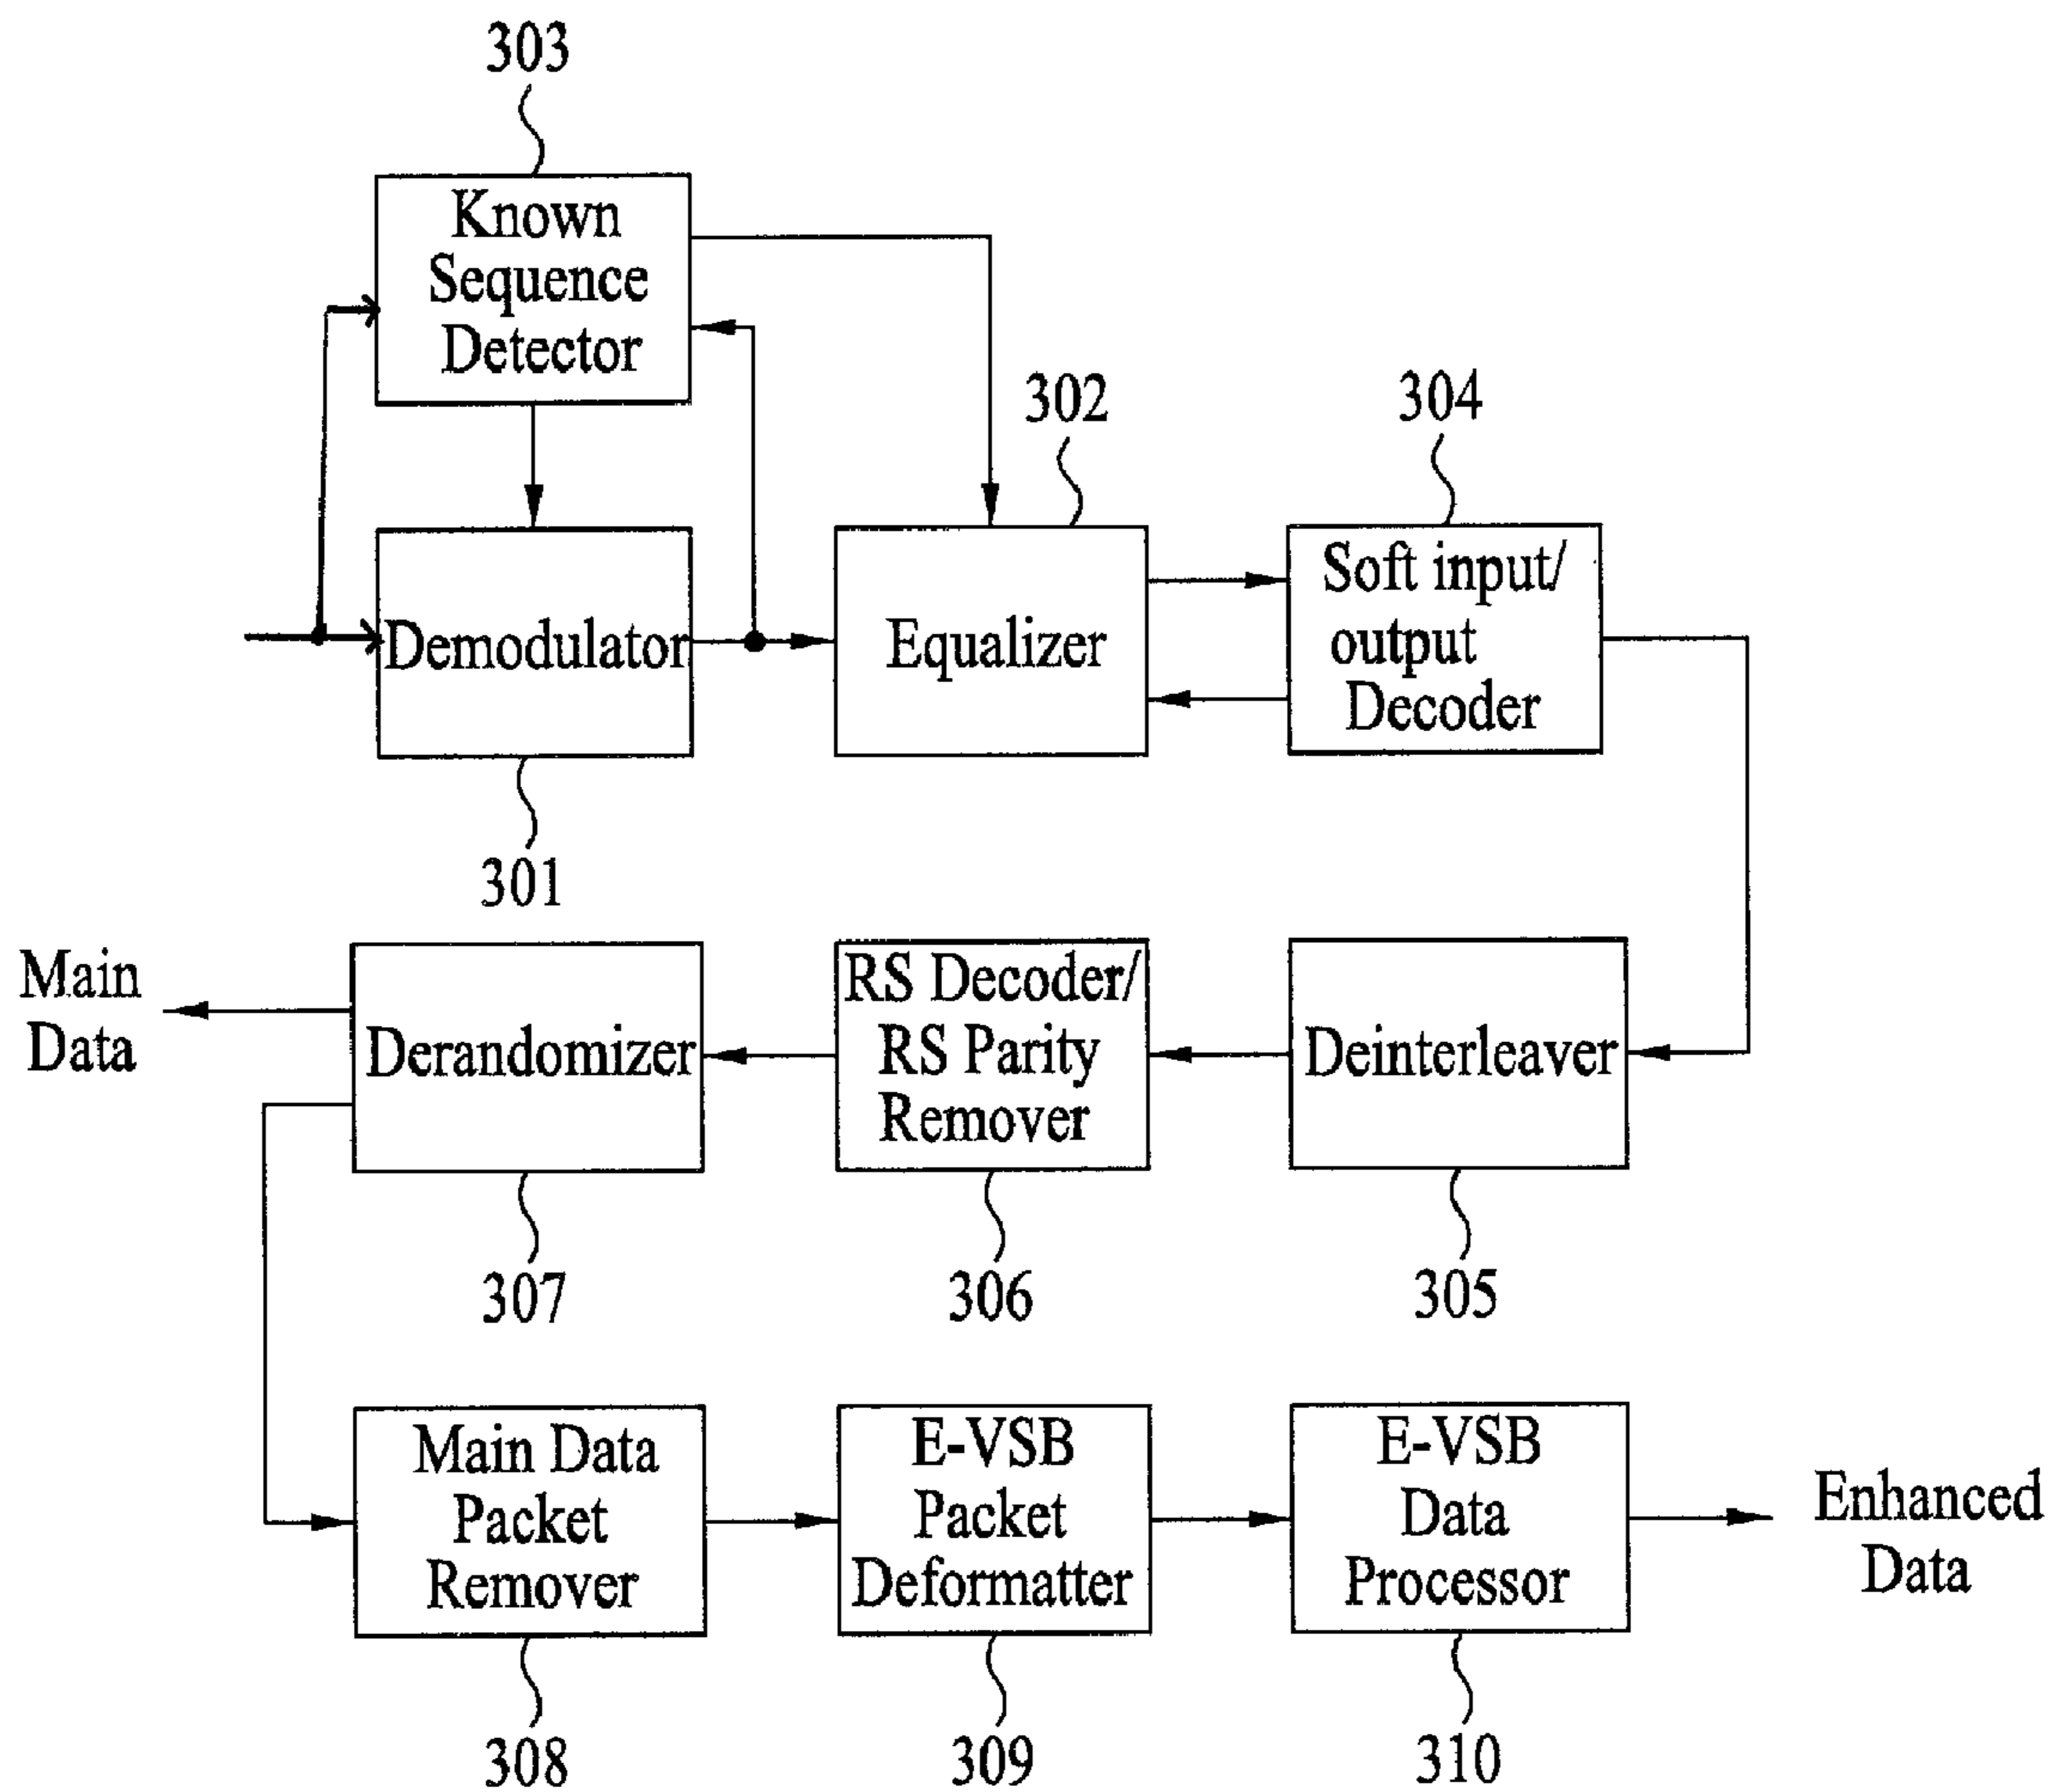 303
Known
Sequence
Detector
302
304
Demodulator
Equalizer
Soft input/
output
Decoder
301
Main
Data
Derandomizer
RS Decoder/
RS Parity
Remover
Deinterleaver
307
306
305
Main Data
Packet
Remover
E-VSB
Packet
Deformatter
E-VSB
Data
Processor
Enhanced
Data
308
309
310